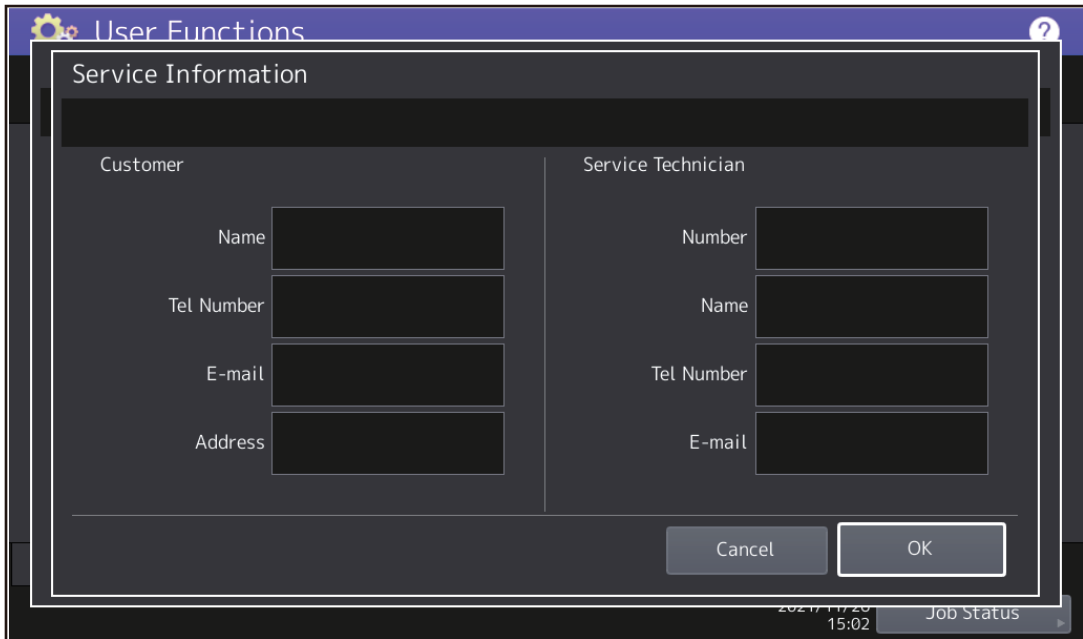 User Functions
?
Service Information
Customer
Name
Tel Number
E-mail
Address
Service Technician
Number
Name
Tel Number
E-mail
Cancel
OK
15:02
Job Status